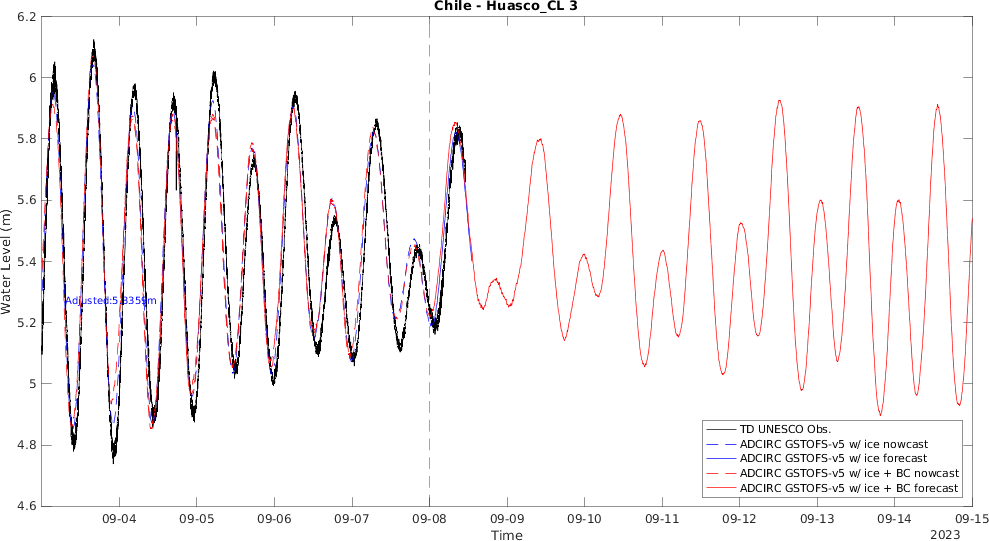 Chile - Huasco_CL 3
6.2
6
5.8
5.6
5.4
5.2
5
4.8
4.6
Water Level (m)
TD UNESCO Obs.
ADCIRC GSTOFS-v5 w/ ice nowcast
ADCIRC GSTOFS-v5 w/ ice forecast
ADCIRC GSTOFS-v5 w/ ice + BC nowcast
ADCIRC GSTOFS-v5 w/ ice + BC forecast
09-04 09-05 09-06 09-07 09-08 09-09 09-10 09-11 09-12 09-13 09-14 09-15
Time
2023